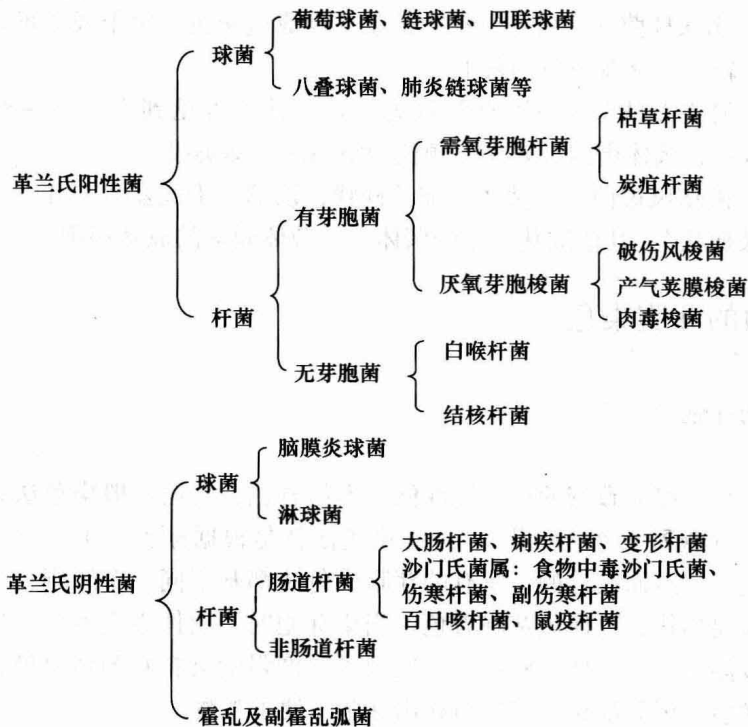 葡萄球菌、链球菌、四联球菌
球菌
八叠球菌、肺炎链球菌等
枯草杆菌
需氧芽胞杆菌
炭疽杆菌
革兰氏阳性菌
有芽胞菌
破伤风梭菌
厌氧芽胞梭菌
产气荚膜梭菌
杆菌
肉毒梭菌
白喉杆菌
无芽胞菌
结核杆菌
脑膜炎球菌
球菌
淋球菌
大肠杆菌、痢疾杆菌、变形杆菌
沙门氏菌属：食物中毒沙门氏菌、
革兰氏阴性菌
肠道杆菌
伤寒杆菌、副伤寒杆菌
杆菌
百日咳杆菌、鼠疫杆菌
非肠道杆菌
霍乱及副霍乱弧菌